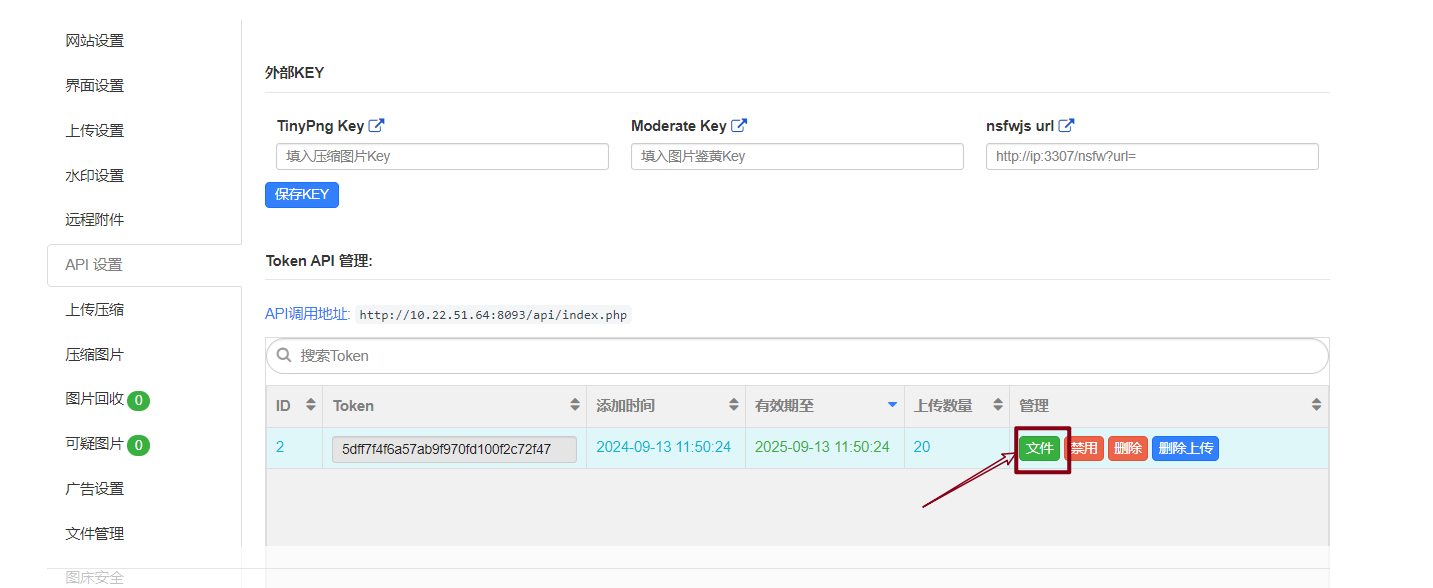 网站设置
界面设置
上传设置
水印设置
远程附件
API 设置
上传压缩
压缩图片
图片回收 0
可疑图片 0
广告设置
文件管理
图床安全
外部KEY
TinyPng Key Moderate Key nsfwjs url
填入压缩图片Key 填入图片鉴黄Key http://ip:3307/nsfw?url=
保存KEY
Token API 管理:
API调用地址: http://10.22.51.64:8093/api/index.php
搜索Token
ID Token 添加时间 有效期至 上传数量 管理
2 5dff7f4f6a57ab9f970fd100f2c72f47 2024-09-13 11:50:24 2025-09-13 11:50:24 20 文件 禁用 删除 删除上传